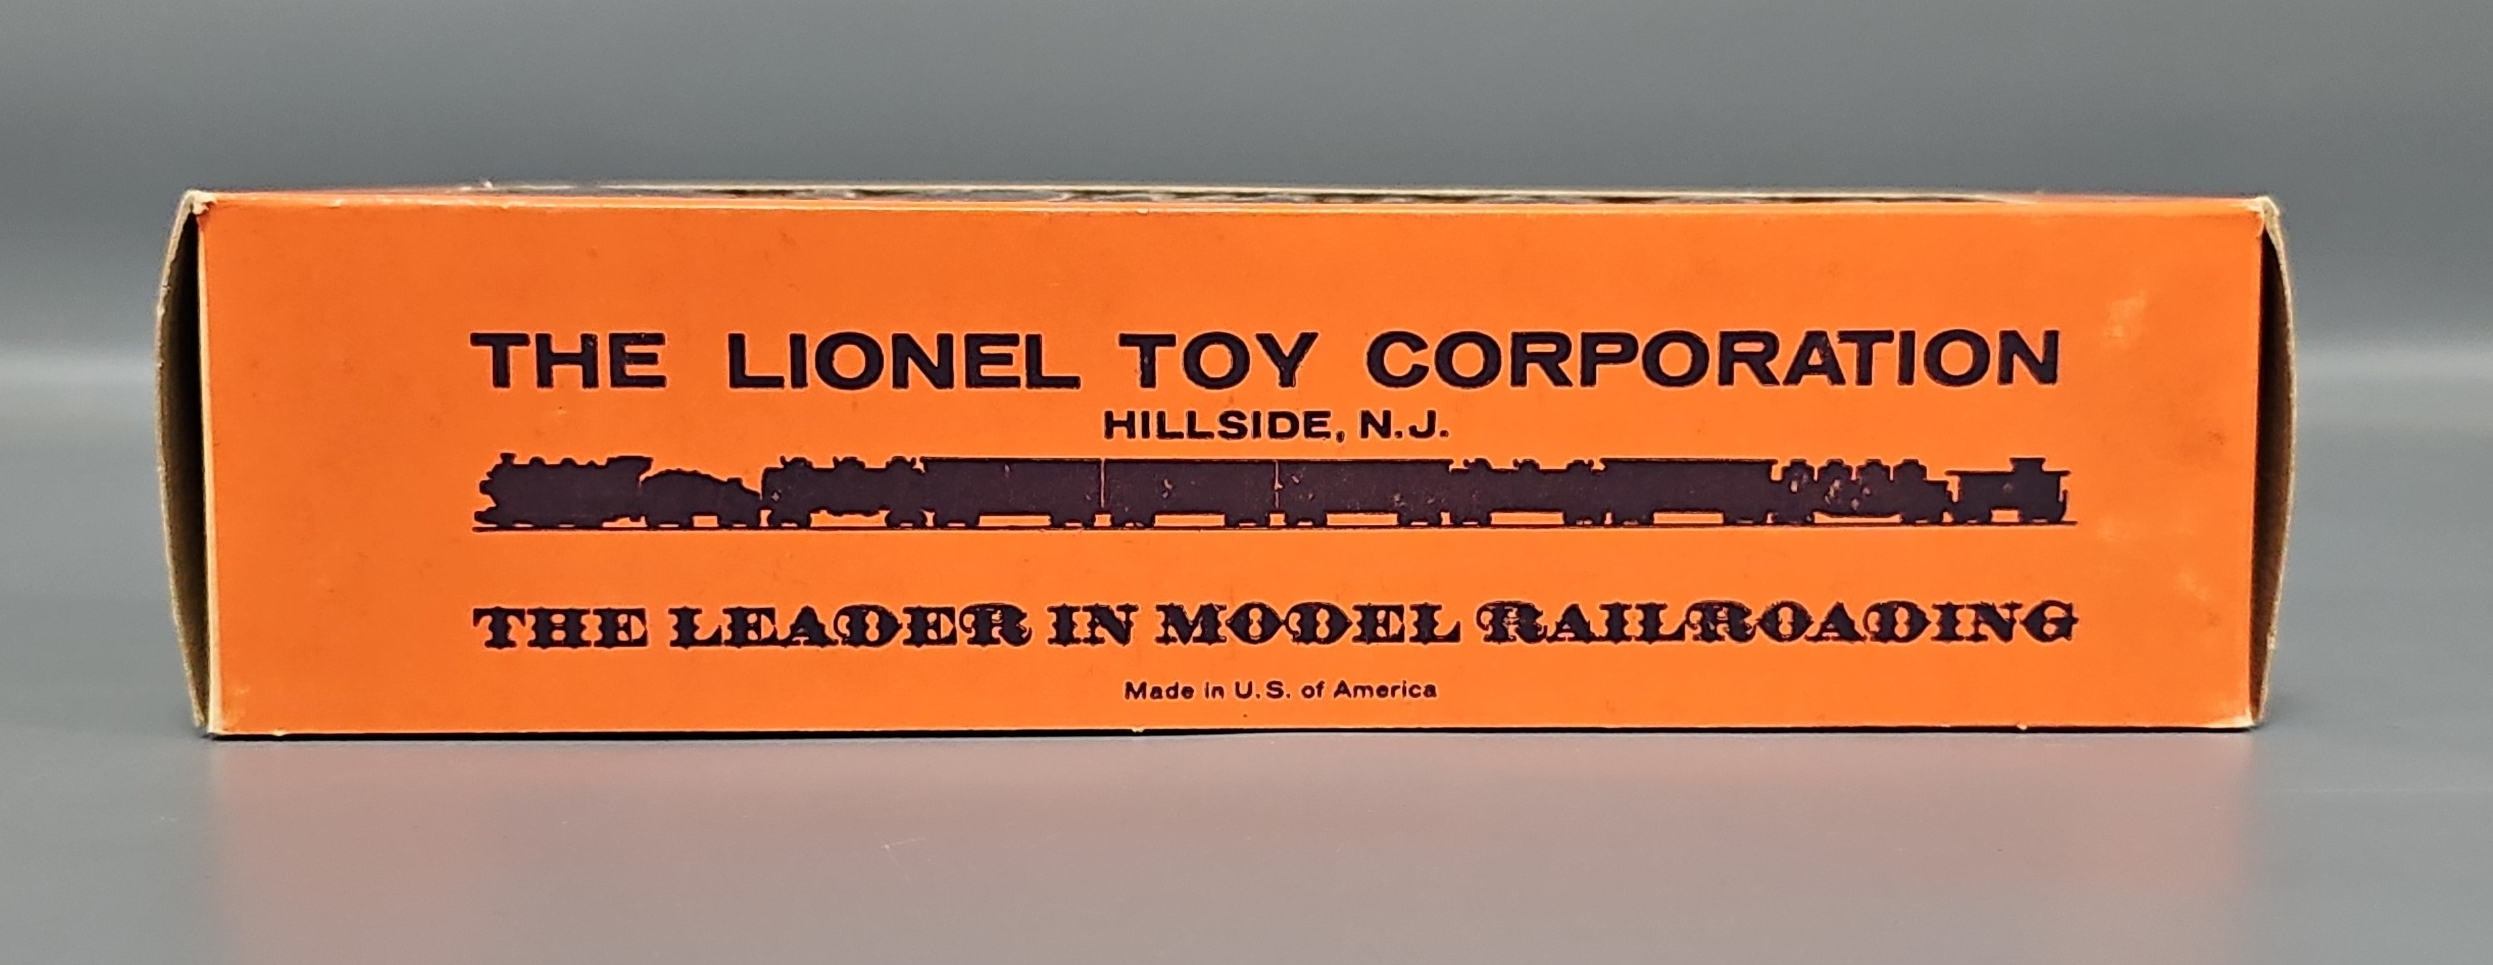 THE LIONEL TOY CORPORATION
HILLSIDE, N.J.
THE LEADER IN MODEL RAILROADING
Made in U.S. of America